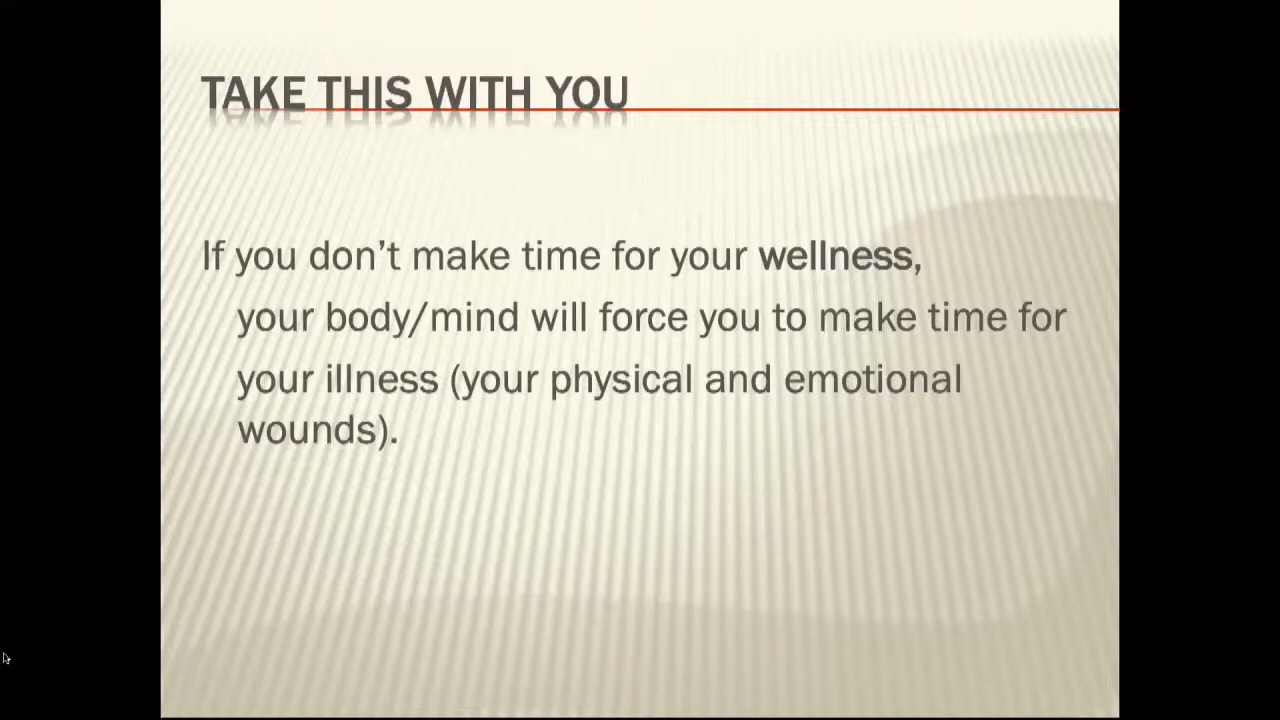 TAKE THIS WITH YOU
If you don’t make time for your wellness,
your body/mind will force you to make time for
your illness (your physical and emotional
wounds).